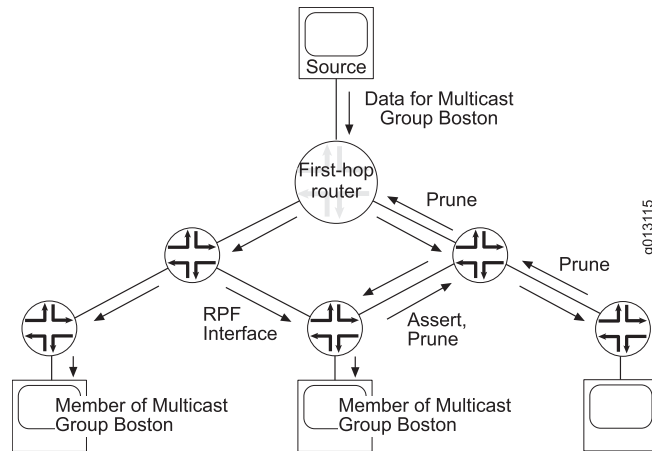 Source
Data for Multicast
Group Boston
First-hop
router
Prune
g013115
Prune
RPF
Interface
Assert,
Prune
Member of Multicast
Group Boston
Member of Multicast
Group Boston